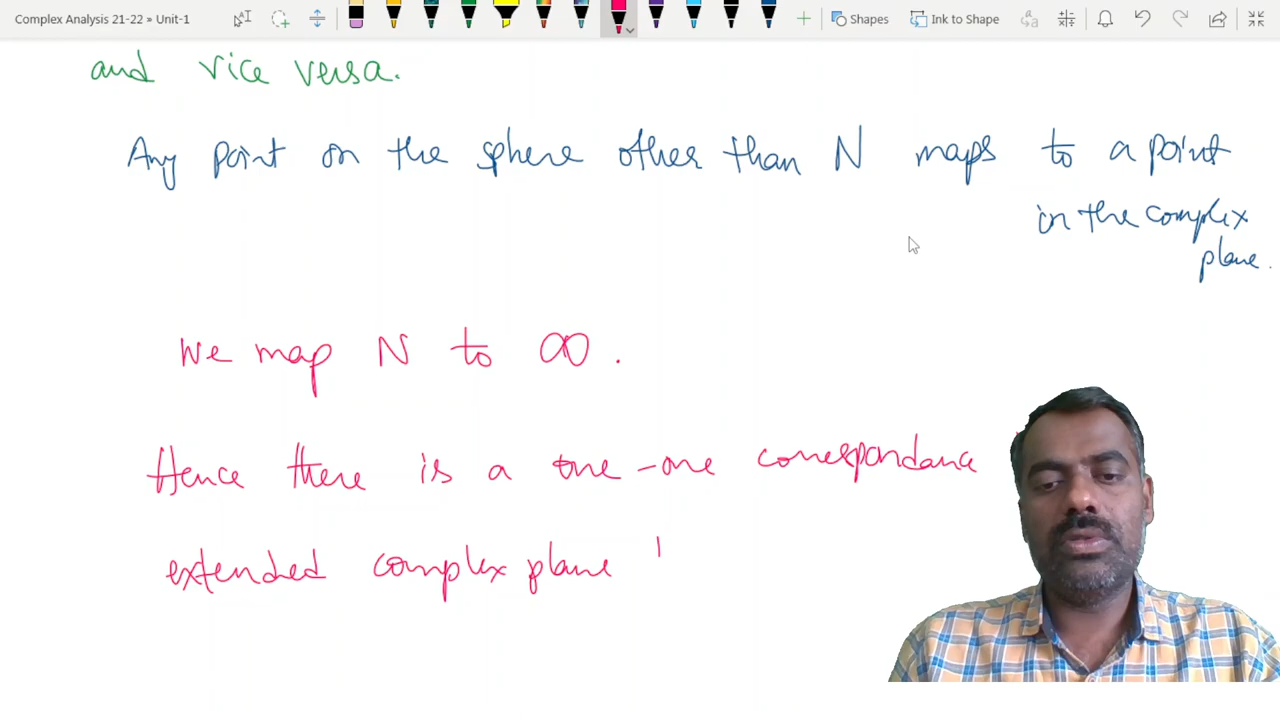 Complex Analysis 21-22 » Unit-1
Shapes
Ink to Shape
and vice versa.
Any point on the sphere other than N maps to a point
in the complex
plane.
We map N to ∞.
Hence there is a one-one correspondance
extended complex plane